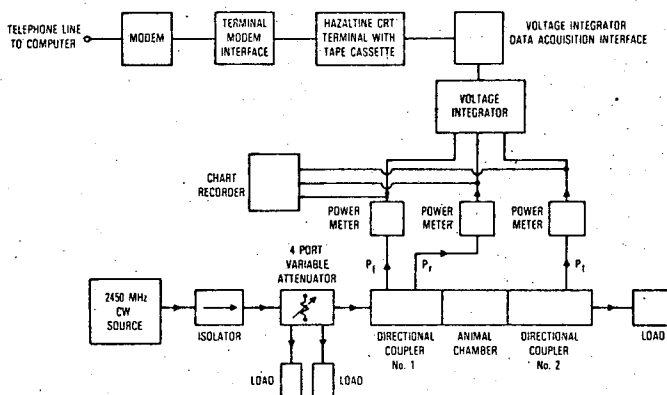 TELEPHONE LINE
TO COMPUTER
MODEM
TERMINAL
MODEM
INTERFACE
HAZALTINE CRT
TERMINAL WITH
TAPE CASSETTE
VOLTAGE INTEGRATOR
DATA ACQUISITION INTERFACE
VOLTAGE
INTEGRATOR
CHART
RECORDER
POWER
METER
POWER
METER
POWER
METER
4 PORT
VARIABLE
ATTENUATOR
Pf
Pr
Pt
2450 MHz
CW
SOURCE
ISOLATOR
DIRECTIONAL
COUPLER
No. 1
ANIMAL
CHAMBER
DIRECTIONAL
COUPLER
No. 2
LOAD
LOAD
LOAD